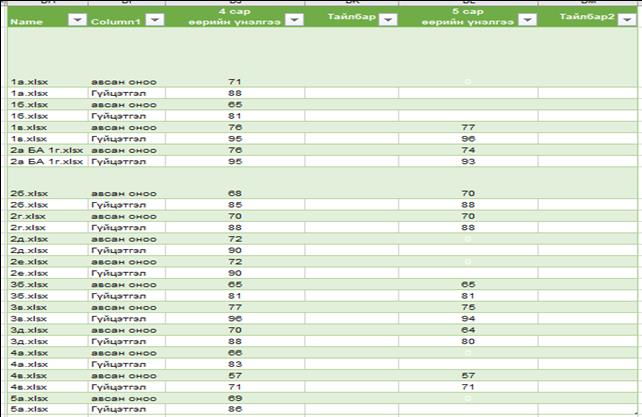 4 сар 5 сар
Name Column1 өөрийн үнэлгээ Тайлбар өөрийн үнэлгээ Тайлбар2
1а.xlsx авсан оноо 71 0
1а.xlsx Гүйцэтгэл 88
1б.xlsx авсан оноо 65
1б.xlsx Гүйцэтгэл 81
1в.xlsx авсан оноо 76 77
1в.xlsx Гүйцэтгэл 95 96
2а БА 1г.xlsx авсан оноо 76 74
2а БА 1г.xlsx Гүйцэтгэл 95 93
2б.xlsx авсан оноо 68 70
2б.xlsx Гүйцэтгэл 85 88
2г.xlsx авсан оноо 70 70
2г.xlsx Гүйцэтгэл 88 88
2д.xlsx авсан оноо 72 0
2д.xlsx Гүйцэтгэл 90
2е.xlsx авсан оноо 72 0
2е.xlsx Гүйцэтгэл 90
3б.xlsx авсан оноо 65 65
3б.xlsx Гүйцэтгэл 81 81
3в.xlsx авсан оноо 77 75
3в.xlsx Гүйцэтгэл 96 94
3д.xlsx авсан оноо 70 64
3д.xlsx Гүйцэтгэл 88 80
4а.xlsx авсан оноо 66 0
4а.xlsx Гүйцэтгэл 83
4в.xlsx авсан оноо 57 57
4в.xlsx Гүйцэтгэл 71 71
5а.xlsx авсан оноо 69 0
5а.xlsx Гүйцэтгэл 86